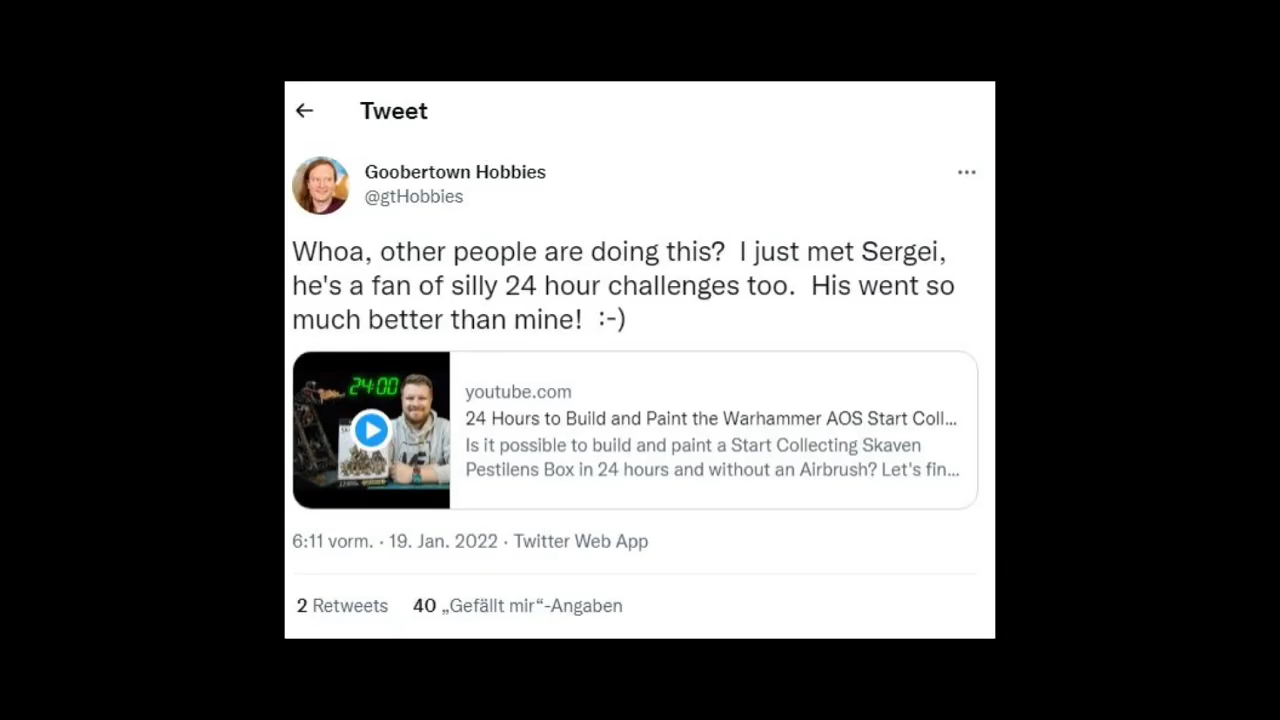 Tweet
Goobertown Hobbies
@gtHobbies
Whoa, other people are doing this?  I just met Sergei,
he's a fan of silly 24 hour challenges too.  His went so
much better than mine!  :-)
24:00
youtube.com
24 Hours to Build and Paint the Warhammer AOS Start Coll...
Is it possible to build and paint a Start Collecting Skaven
Pestilens Box in 24 hours and without an Airbrush? Let's fin...
6:11 vorm. · 19. Jan. 2022 · Twitter Web App
2 Retweets 40 „Gefällt mir“-Angaben